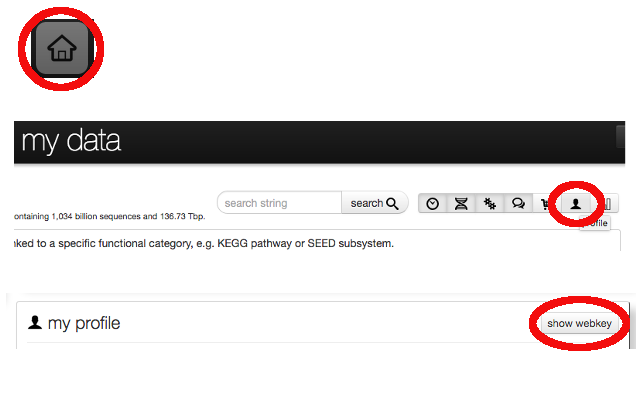 my data
search string
search
ontaining 1,034 billion sequences and 136.73 Tbp.
nked to a specific functional category, e.g. KEGG pathway or SEED subsystem.
my profile
show webkey